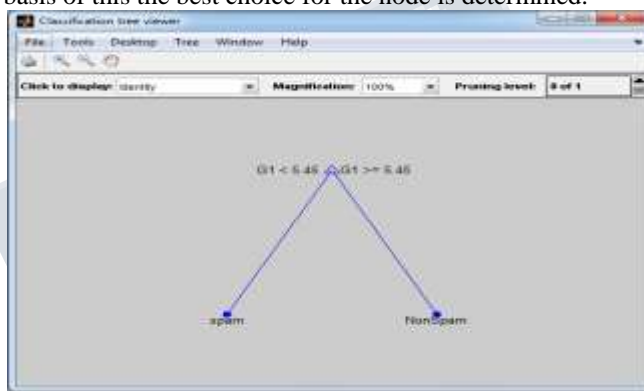 basis of this the best choice for the node is determined.
Classification tree viewer
File Tools Desktop Tree Window Help
Click to display: Identity Magnification: 100% Pruning level: 0 of 1
G1 < 5.45 G1 >= 5.45
spam NonSpam